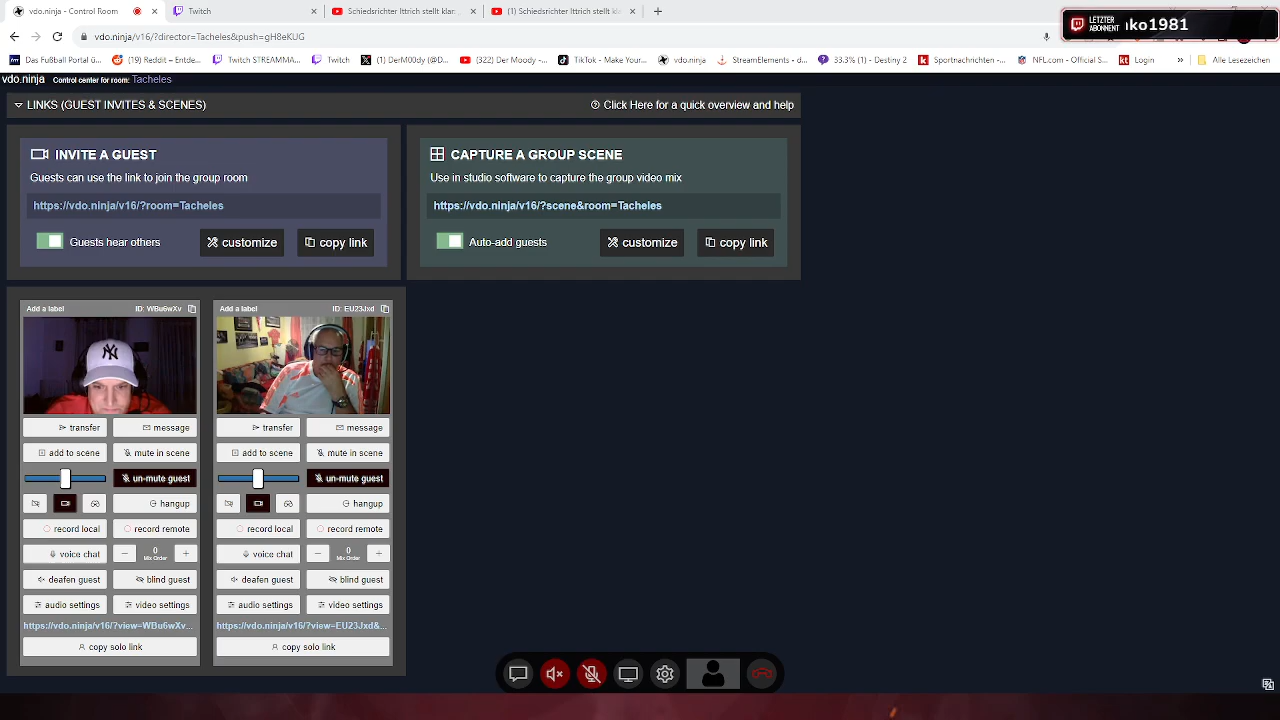 vdo.ninja - Control Room
Twitch
Schiedsrichter Ittrich stellt klar:
(1) Schiedsrichter Ittrich stellt kl
LETZTER
ABONNENT
ko1981
vdo.ninja/v16/?director=Tacheles&push=gH8eKUG
Das Fußball Portal d
(19) Reddit – Entde...
Twitch STREAMMA...
Twitch
(1) DerM00dy (@D...
(322) Der Moody -...
TikTok - Make Your...
vdo.ninja
StreamElements - d...
33.3% (-1) - Destiny 2
Sportnachrichten -...
NFL.com - Official S...
Login
»
Alle Lesezeichen
vdo.ninja Control center for room: Tacheles
LINKS (GUEST INVITES & SCENES)
Click Here for a quick overview and help
INVITE A GUEST
Guests can use the link to join the group room
https://vdo.ninja/v16/?room=Tacheles
Guests hear others
customize
copy link
CAPTURE A GROUP SCENE
Use in studio software to capture the group video mix
https://vdo.ninja/v16/?scene&room=Tacheles
Auto-add guests
customize
copy link
Add a label ID: WBu6wXv
NY
transfer message
add to scene mute in scene
un-mute guest
hangup
record local record remote
voice chat − 0 +
Mix Order
deafen guest blind guest
audio settings video settings
https://vdo.ninja/v16/?view=WBu6wXv...
copy solo link
Add a label ID: EU23Jxd
transfer message
add to scene mute in scene
un-mute guest
hangup
record local record remote
voice chat − 0 +
Mix Order
deafen guest blind guest
audio settings video settings
https://vdo.ninja/v16/?view=EU23Jxd&...
copy solo link